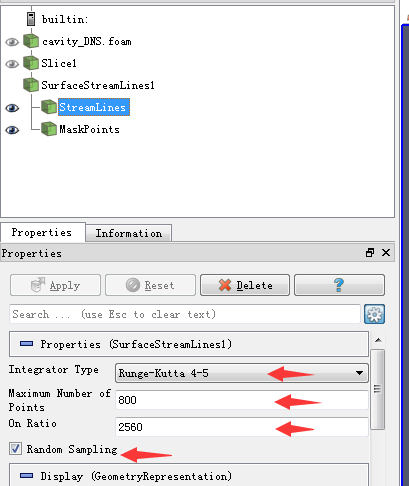 builtin:
cavity_DNS.foam
Slice1
SurfaceStreamLines1
StreamLines
MaskPoints
Properties
Information
Properties
Apply
Reset
Delete
?
Search ... (use Esc to clear text)
Properties (SurfaceStreamLines1)
Integrator Type
Runge-Kutta 4-5
Maximum Number of
Points
800
On Ratio
2560
Random Sampling
Display (GeometryRepresentation)